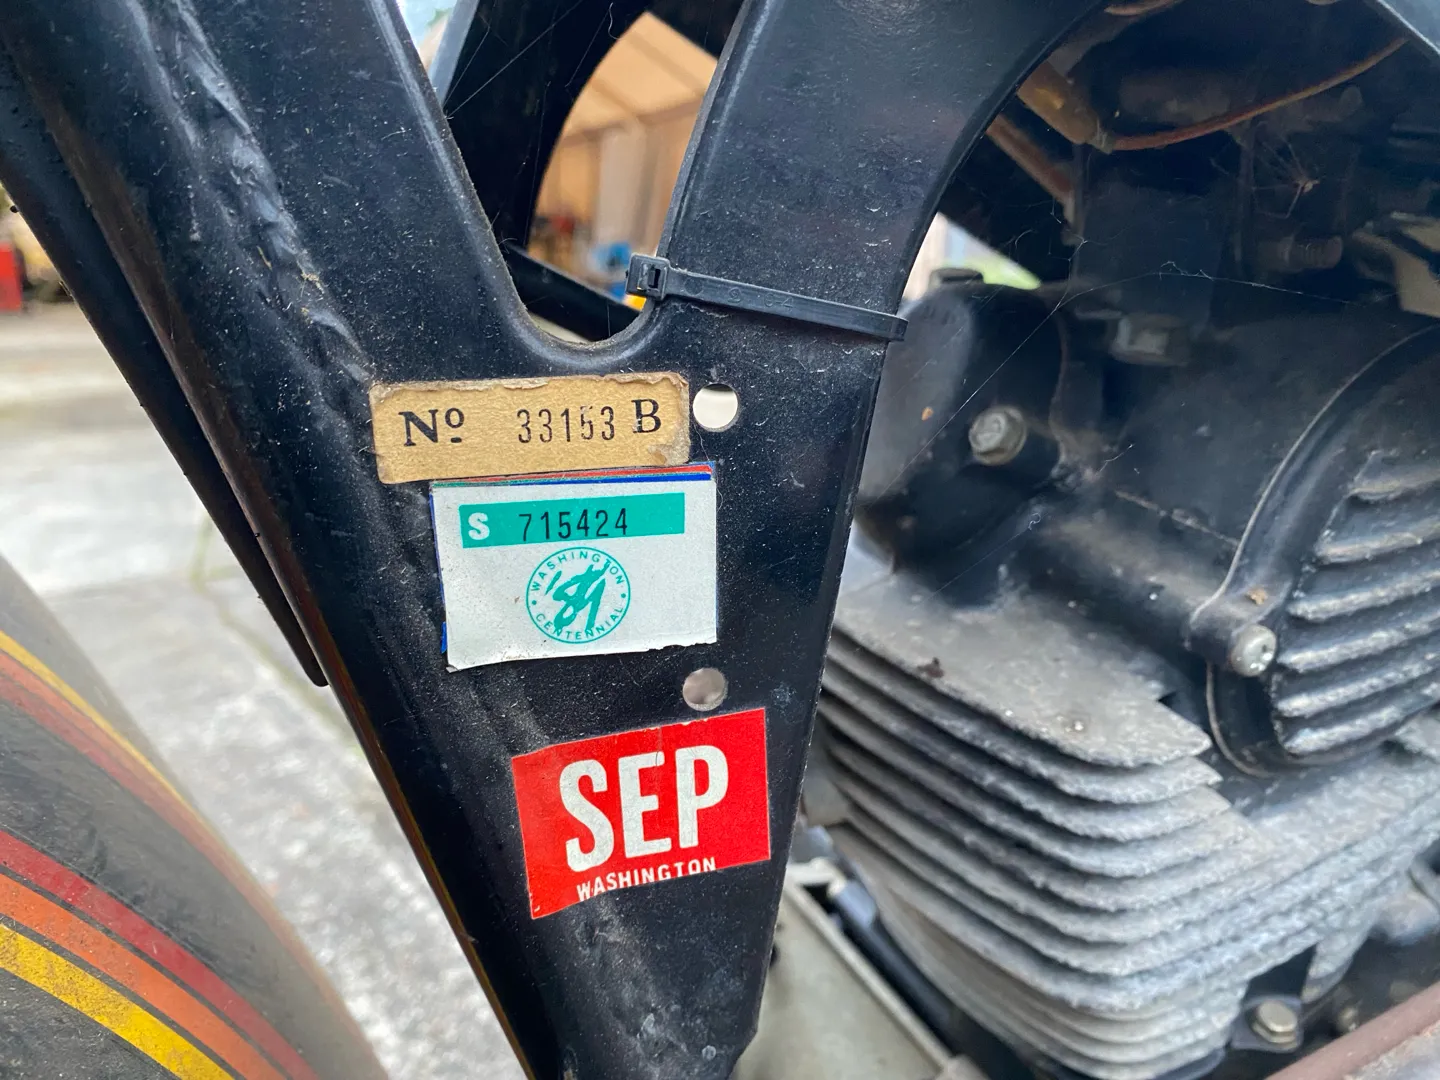 Nº 33153 B
S 715424
WASHINGTON
'89
CENTENNIAL
SEP
WASHINGTON